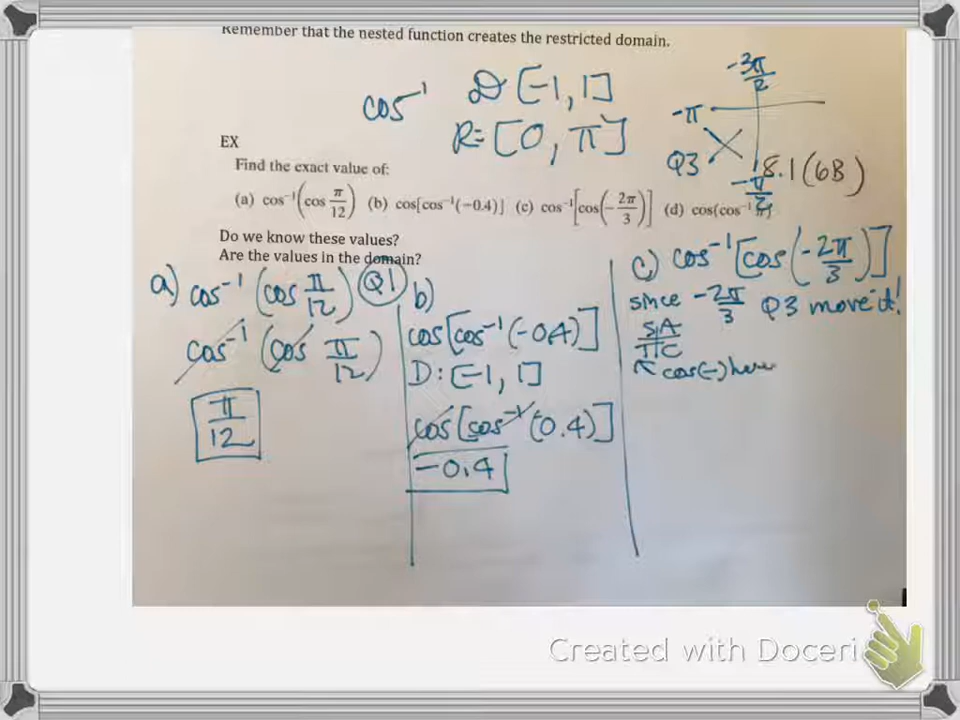 Remember that the nested function creates the restricted domain.
cos⁻¹ D [-1, 1]
R = [0, π]
-3π/2
-π
Q3
-π/2
8.1 (6B)
EX
Find the exact value of:
(a) cos⁻¹(cos π/12) (b) cos[cos⁻¹(−0.4)] (c) cos⁻¹[cos(−2π/3)] (d) cos(cos⁻¹
Do we know these values?
Are the values in the domain?
a) cos⁻¹ (cos π/12) Q1
cos⁻¹ (cos π/12)
π/12
b)
cos[cos⁻¹(-0.4)]
D: [-1, 1]
cos[cos⁻¹(0.4)]
-0.4
c) cos⁻¹[cos(-2π/3)]
since -2π/3 Q3 move it!
S|A
T|C
↖ cos(-) here
Created with Doceri